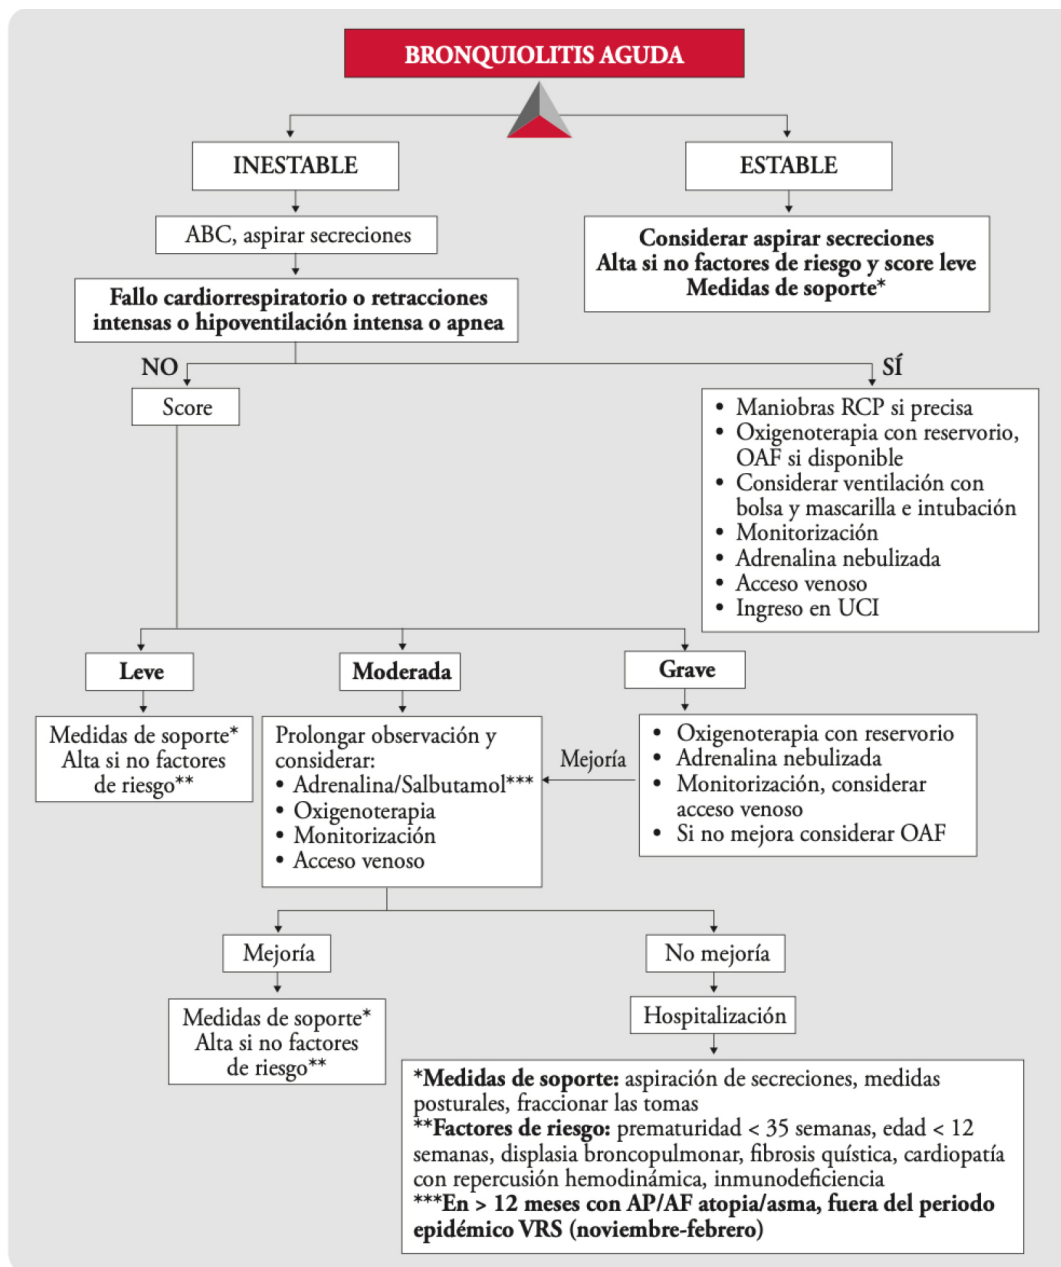 BRONQUIOLITIS AGUDA
INESTABLE
ESTABLE
ABC, aspirar secreciones
Considerar aspirar secreciones
Alta si no factores de riesgo y score leve
Medidas de soporte*
Fallo cardiorrespiratorio o retracciones
intensas o hipoventilación intensa o apnea
NO
SÍ
Score
• Maniobras RCP si precisa
• Oxigenoterapia con reservorio,
OAF si disponible
• Considerar ventilación con
bolsa y mascarilla e intubación
• Monitorización
• Adrenalina nebulizada
• Acceso venoso
• Ingreso en UCI
Leve
Moderada
Grave
Medidas de soporte*
Alta si no factores
de riesgo**
Prolongar observación y
considerar:
• Adrenalina/Salbutamol***
• Oxigenoterapia
• Monitorización
• Acceso venoso
Mejoría
• Oxigenoterapia con reservorio
• Adrenalina nebulizada
• Monitorización, considerar
acceso venoso
• Si no mejora considerar OAF
Mejoría
No mejoría
Medidas de soporte*
Alta si no factores
de riesgo**
Hospitalización
*Medidas de soporte: aspiración de secreciones, medidas
posturales, fraccionar las tomas
**Factores de riesgo: prematuridad < 35 semanas, edad < 12
semanas, displasia broncopulmonar, fibrosis quística, cardiopatía
con repercusión hemodinámica, inmunodeficiencia
***En > 12 meses con AP/AF atopia/asma, fuera del periodo
epidémico VRS (noviembre-febrero)